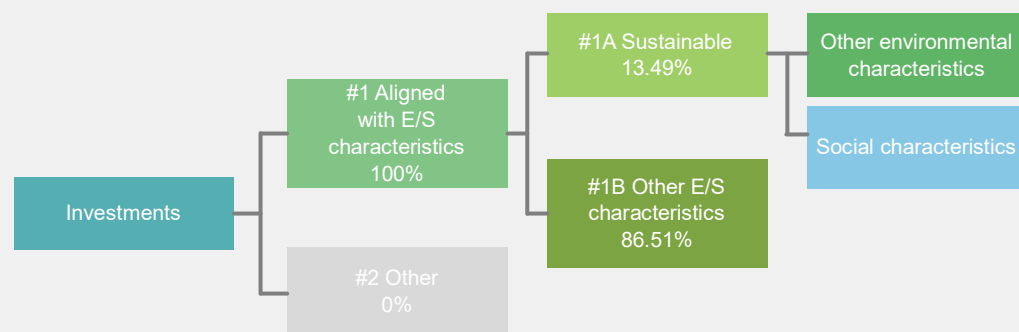 Investments
#1 Aligned
with E/S
characteristics
100%
#2 Other
0%
#1A Sustainable
13.49%
#1B Other E/S
characteristics
86.51%
Other environmental
characteristics
Social characteristics